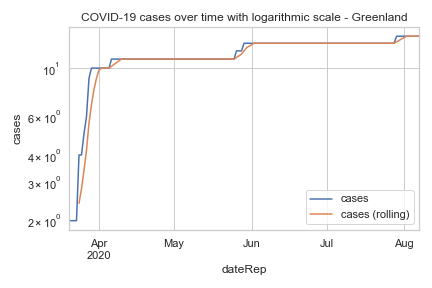 COVID-19 cases over time with logarithmic scale - Greenland
cases
10¹
6 × 10⁰
4 × 10⁰
3 × 10⁰
2 × 10⁰
cases
cases (rolling)
Apr
2020
May
Jun
Jul
Aug
dateRep